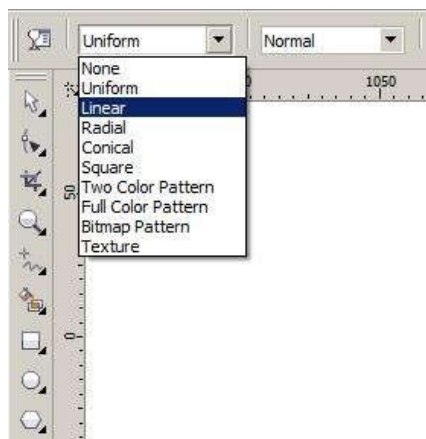 Uniform Normal
None
Uniform
Linear
Radial
Conical
Square
Two Color Pattern
Full Color Pattern
Bitmap Pattern
Texture
1050
50
0